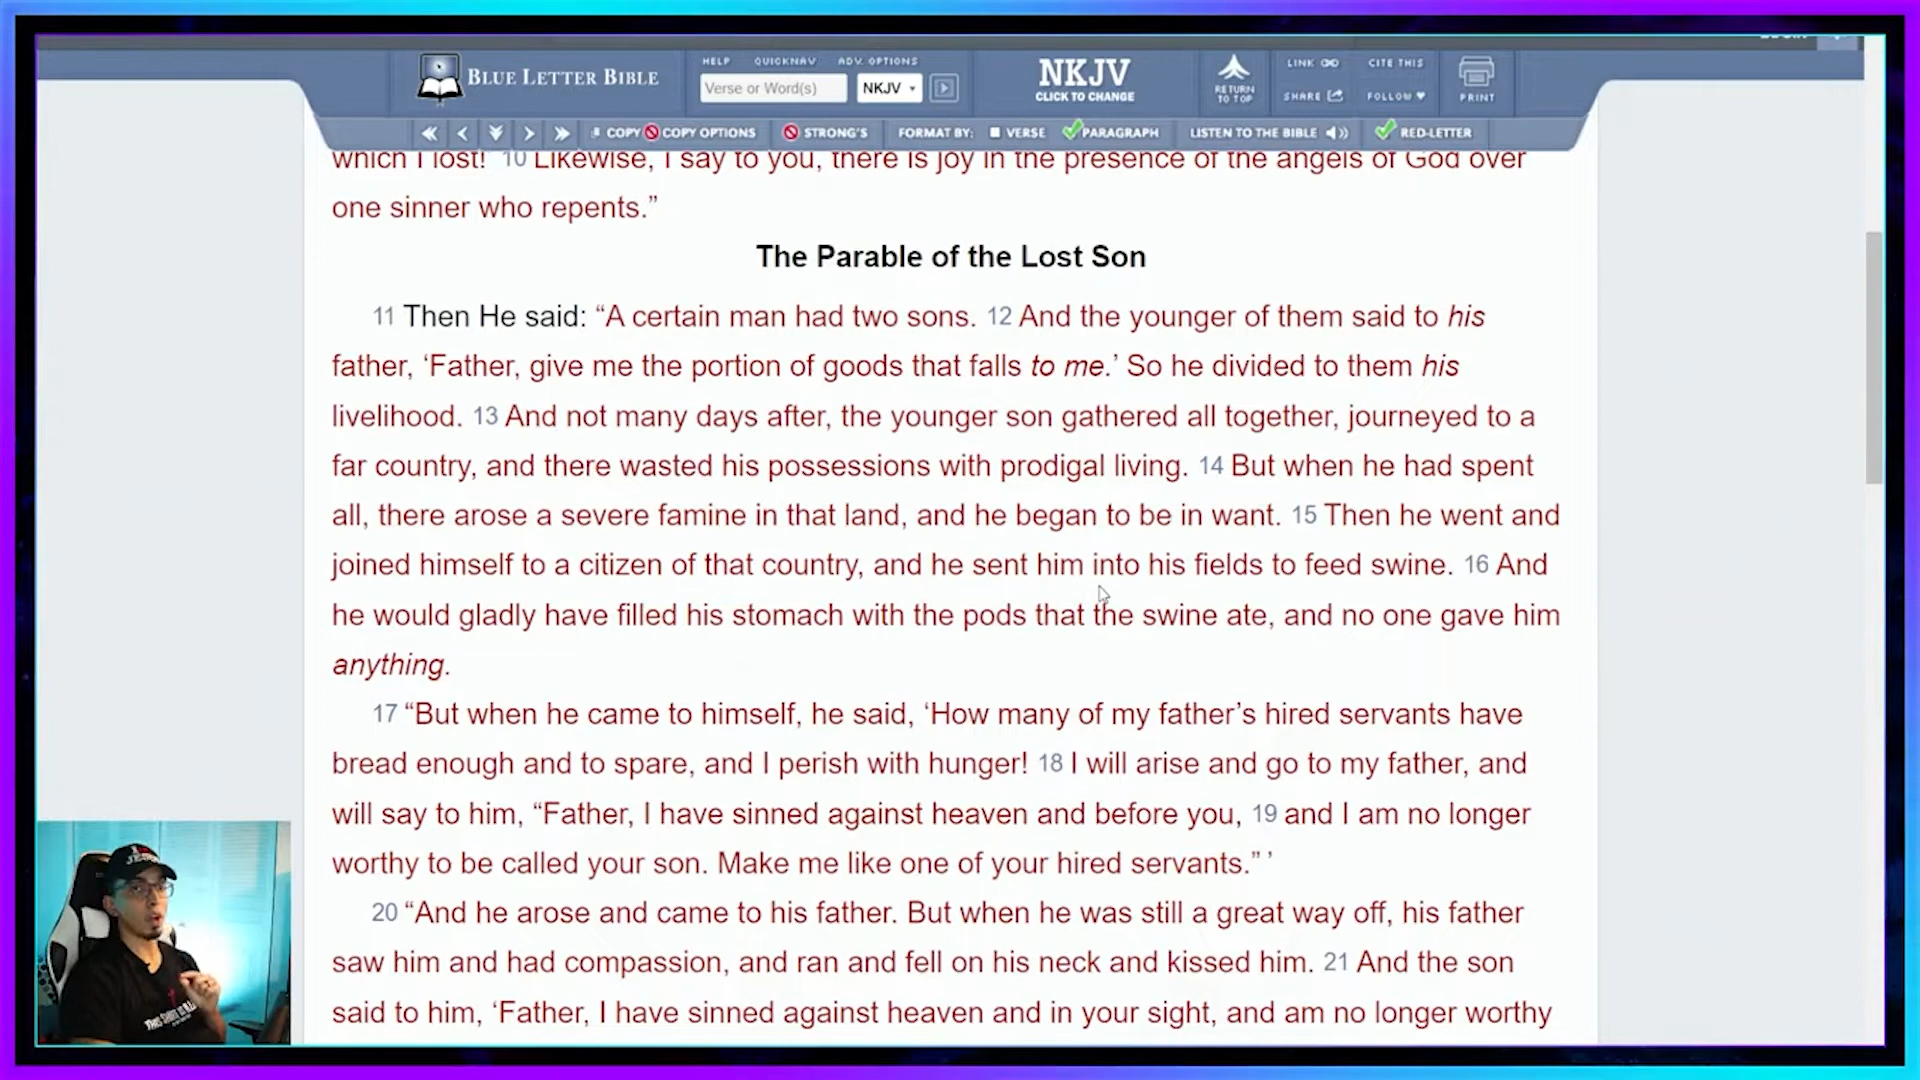 BLUE LETTER BIBLE
HELP QUICKNAV ADV. OPTIONS
Verse or Word(s) NKJV
NKJV
CLICK TO CHANGE
RETURN
TO TOP
LINK CITE THIS
SHARE FOLLOW
PRINT
COPY COPY OPTIONS STRONG'S FORMAT BY: VERSE PARAGRAPH LISTEN TO THE BIBLE RED-LETTER
which I lost! 10 Likewise, I say to you, there is joy in the presence of the angels of God over
one sinner who repents.”
The Parable of the Lost Son
11 Then He said: “A certain man had two sons. 12 And the younger of them said to his
father, ‘Father, give me the portion of goods that falls to me.’ So he divided to them his
livelihood. 13 And not many days after, the younger son gathered all together, journeyed to a
far country, and there wasted his possessions with prodigal living. 14 But when he had spent
all, there arose a severe famine in that land, and he began to be in want. 15 Then he went and
joined himself to a citizen of that country, and he sent him into his fields to feed swine. 16 And
he would gladly have filled his stomach with the pods that the swine ate, and no one gave him
anything.
17 “But when he came to himself, he said, ‘How many of my father’s hired servants have
bread enough and to spare, and I perish with hunger! 18 I will arise and go to my father, and
will say to him, “Father, I have sinned against heaven and before you, 19 and I am no longer
worthy to be called your son. Make me like one of your hired servants.” ’
20 “And he arose and came to his father. But when he was still a great way off, his father
saw him and had compassion, and ran and fell on his neck and kissed him. 21 And the son
said to him, ‘Father, I have sinned against heaven and in your sight, and am no longer worthy